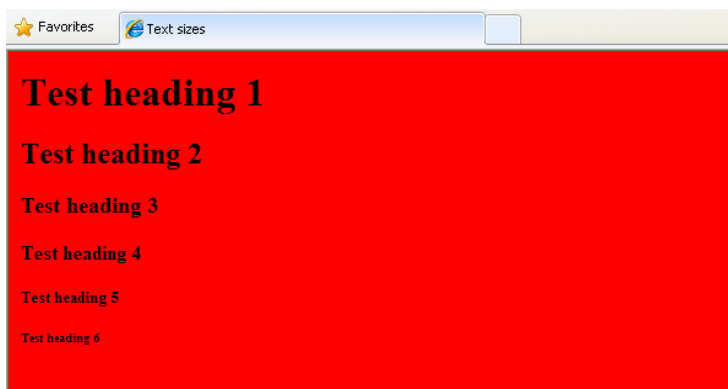 Favorites
Text sizes
Test heading 1
Test heading 2
Test heading 3
Test heading 4
Test heading 5
Test heading 6